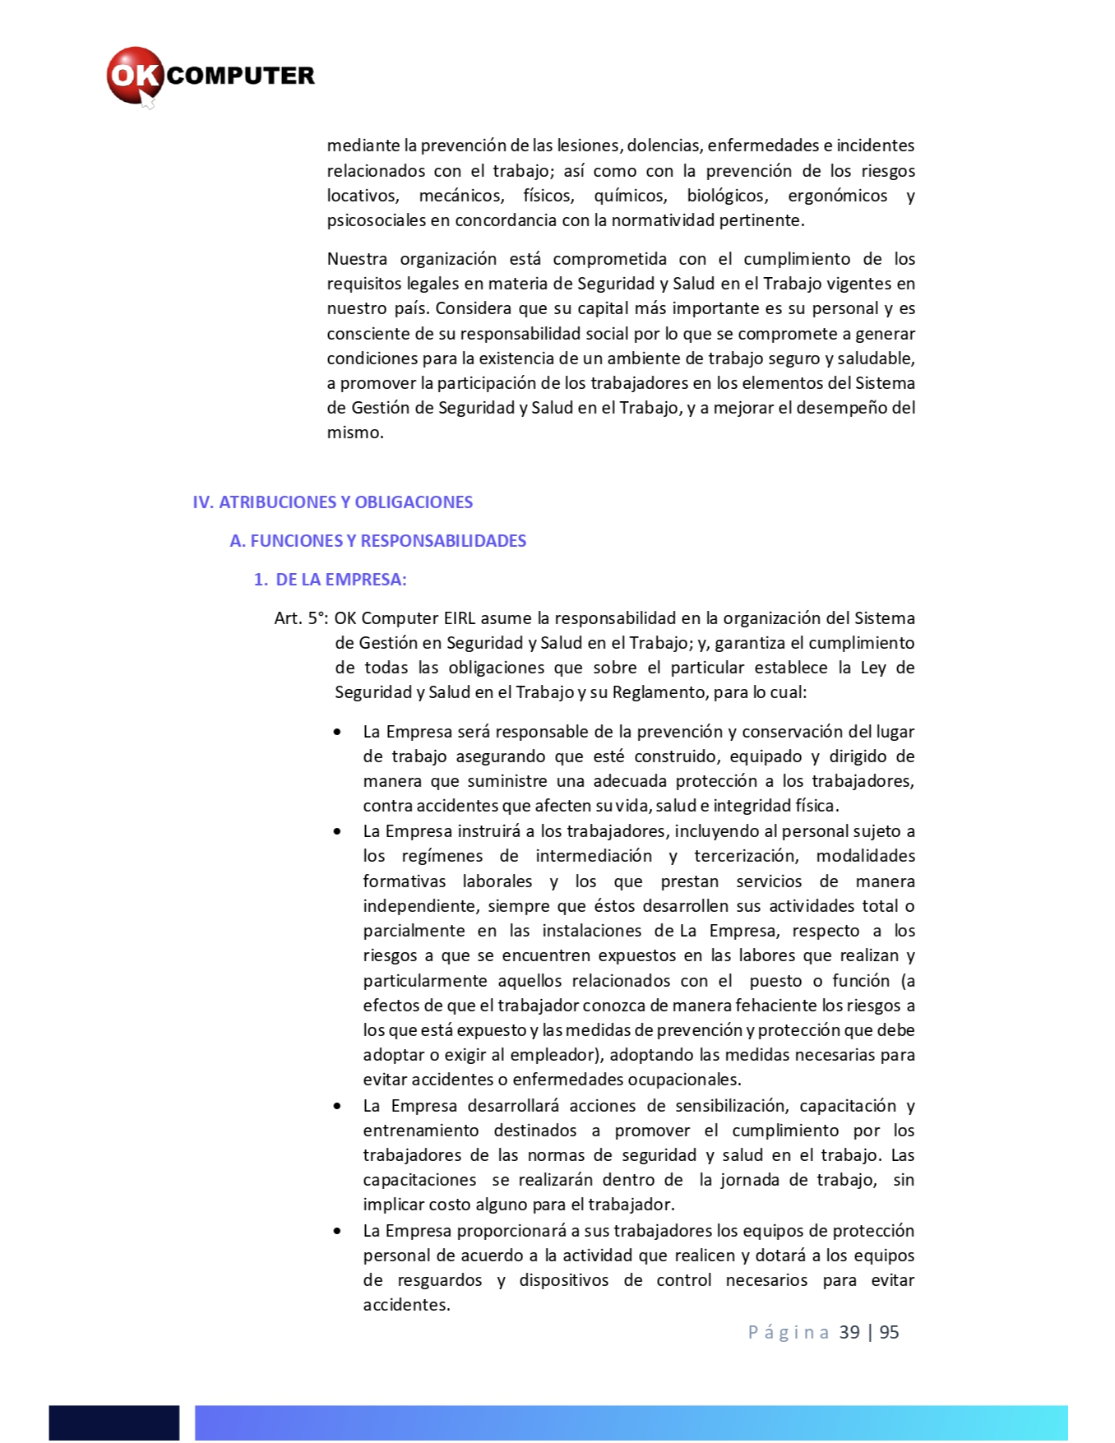 OK COMPUTER
mediante la prevención de las lesiones, dolencias, enfermedades e incidentes
relacionados con el trabajo; así como con la prevención de los riesgos
locativos, mecánicos, físicos, químicos, biológicos, ergonómicos y
psicosociales en concordancia con la normatividad pertinente.
Nuestra organización está comprometida con el cumplimiento de los
requisitos legales en materia de Seguridad y Salud en el Trabajo vigentes en
nuestro país. Considera que su capital más importante es su personal y es
consciente de su responsabilidad social por lo que se compromete a generar
condiciones para la existencia de un ambiente de trabajo seguro y saludable,
a promover la participación de los trabajadores en los elementos del Sistema
de Gestión de Seguridad y Salud en el Trabajo, y a mejorar el desempeño del
mismo.
IV. ATRIBUCIONES Y OBLIGACIONES
A. FUNCIONES Y RESPONSABILIDADES
1. DE LA EMPRESA:
Art. 5°: OK Computer EIRL asume la responsabilidad en la organización del Sistema
de Gestión en Seguridad y Salud en el Trabajo; y, garantiza el cumplimiento
de todas las obligaciones que sobre el particular establece la Ley de
Seguridad y Salud en el Trabajo y su Reglamento, para lo cual:
• La Empresa será responsable de la prevención y conservación del lugar
de trabajo asegurando que esté construido, equipado y dirigido de
manera que suministre una adecuada protección a los trabajadores,
contra accidentes que afecten su vida, salud e integridad física.
• La Empresa instruirá a los trabajadores, incluyendo al personal sujeto a
los regímenes de intermediación y tercerización, modalidades
formativas laborales y los que prestan servicios de manera
independiente, siempre que éstos desarrollen sus actividades total o
parcialmente en las instalaciones de La Empresa, respecto a los
riesgos a que se encuentren expuestos en las labores que realizan y
particularmente aquellos relacionados con el puesto o función (a
efectos de que el trabajador conozca de manera fehaciente los riesgos a
los que está expuesto y las medidas de prevención y protección que debe
adoptar o exigir al empleador), adoptando las medidas necesarias para
evitar accidentes o enfermedades ocupacionales.
• La Empresa desarrollará acciones de sensibilización, capacitación y
entrenamiento destinados a promover el cumplimiento por los
trabajadores de las normas de seguridad y salud en el trabajo. Las
capacitaciones se realizarán dentro de la jornada de trabajo, sin
implicar costo alguno para el trabajador.
• La Empresa proporcionará a sus trabajadores los equipos de protección
personal de acuerdo a la actividad que realicen y dotará a los equipos
de resguardos y dispositivos de control necesarios para evitar
accidentes.
Página 39 | 95